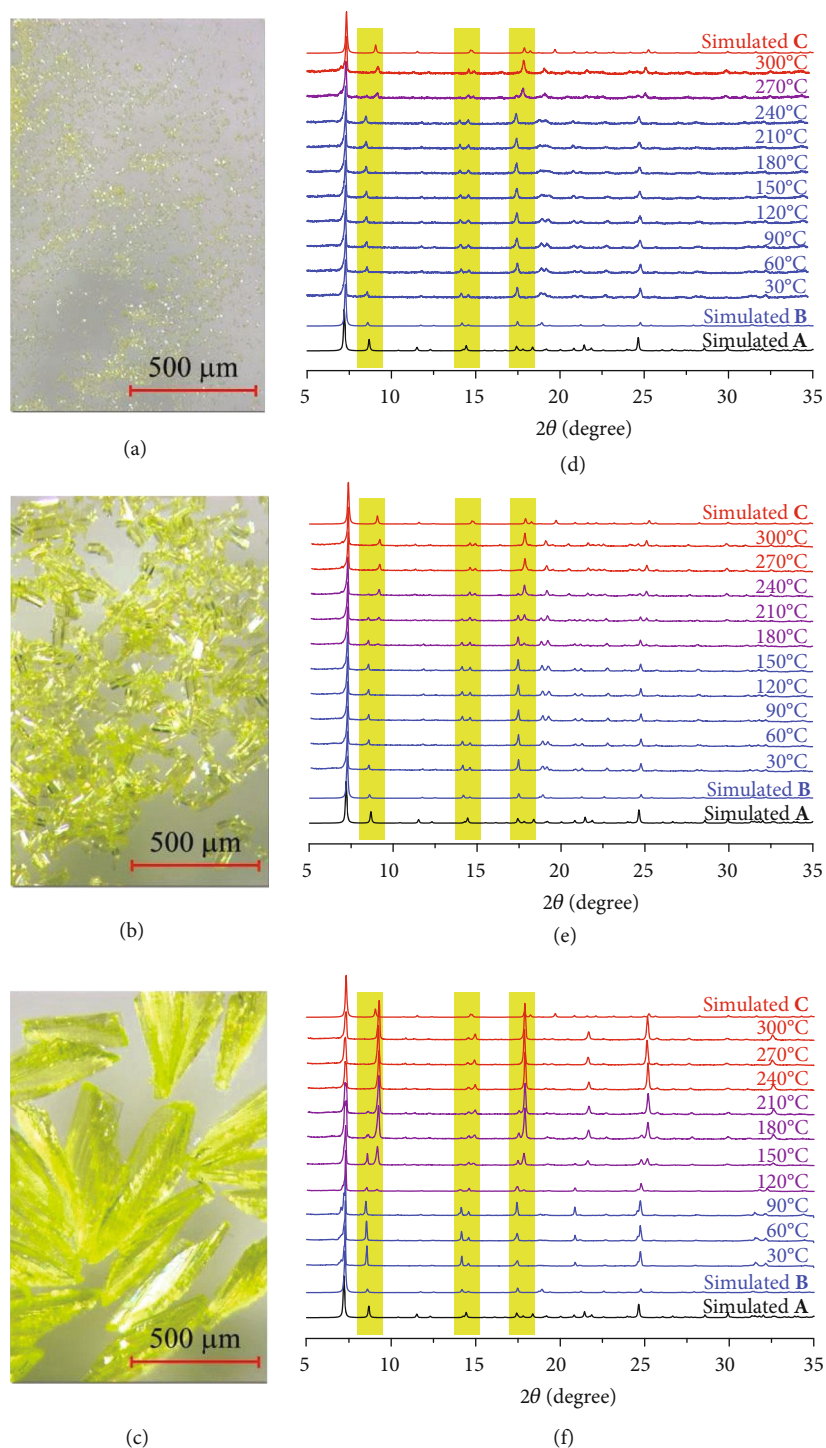 500 μm
(a)
Simulated C
300°C
270°C
240°C
210°C
180°C
150°C
120°C
90°C
60°C
30°C
Simulated B
Simulated A
5 10 15 20 25 30 35
2θ (degree)
(d)
500 μm
(b)
Simulated C
300°C
270°C
240°C
210°C
180°C
150°C
120°C
90°C
60°C
30°C
Simulated B
Simulated A
5 10 15 20 25 30 35
2θ (degree)
(e)
500 μm
(c)
Simulated C
300°C
270°C
240°C
210°C
180°C
150°C
120°C
90°C
60°C
30°C
Simulated B
Simulated A
5 10 15 20 25 30 35
2θ (degree)
(f)